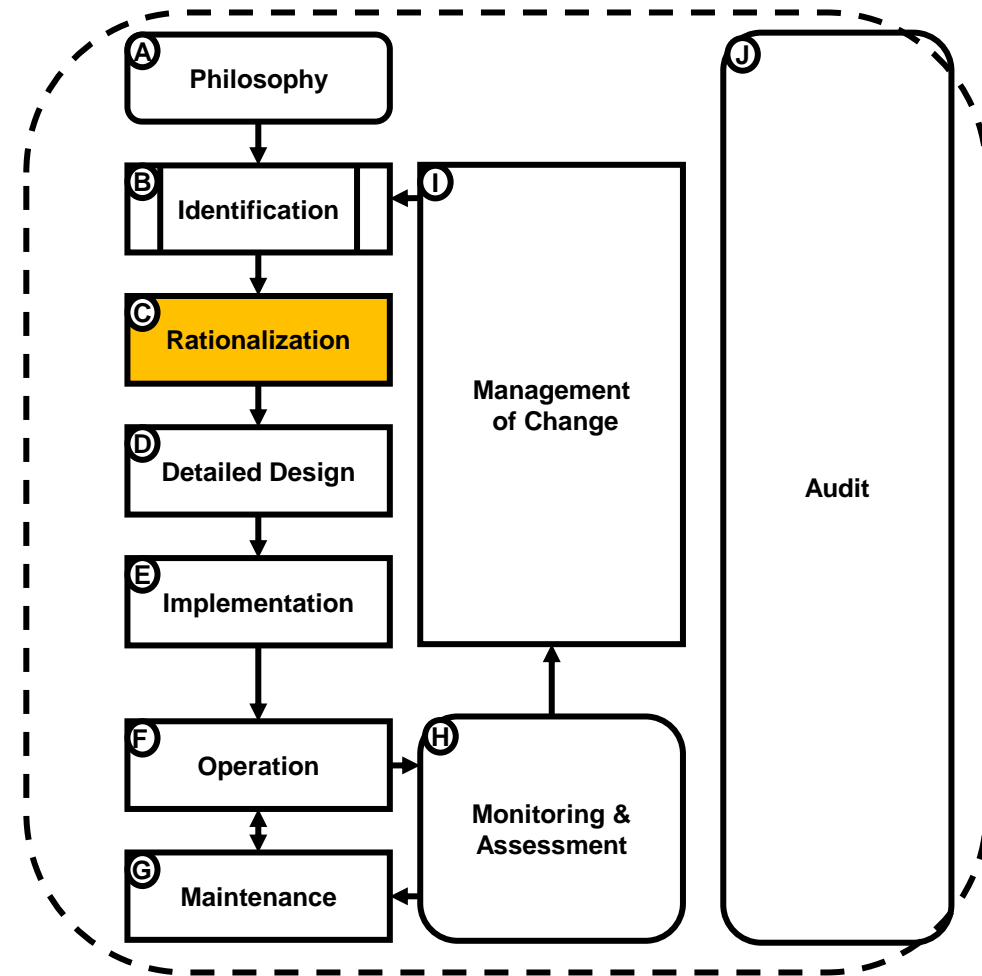 A
Philosophy
B
Identification
C
Rationalization
D
Detailed Design
E
Implementation
F
Operation
G
Maintenance
H
Monitoring &
Assessment
I
Management
of Change
J
Audit